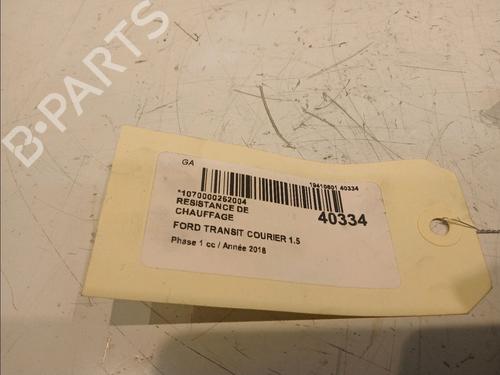 B-PARTS
GA
19410601 40334
*1070000262004
RESISTANCE DE
CHAUFFAGE
40334
FORD TRANSIT COURIER 1.5
Phase 1 cc / Année 2018